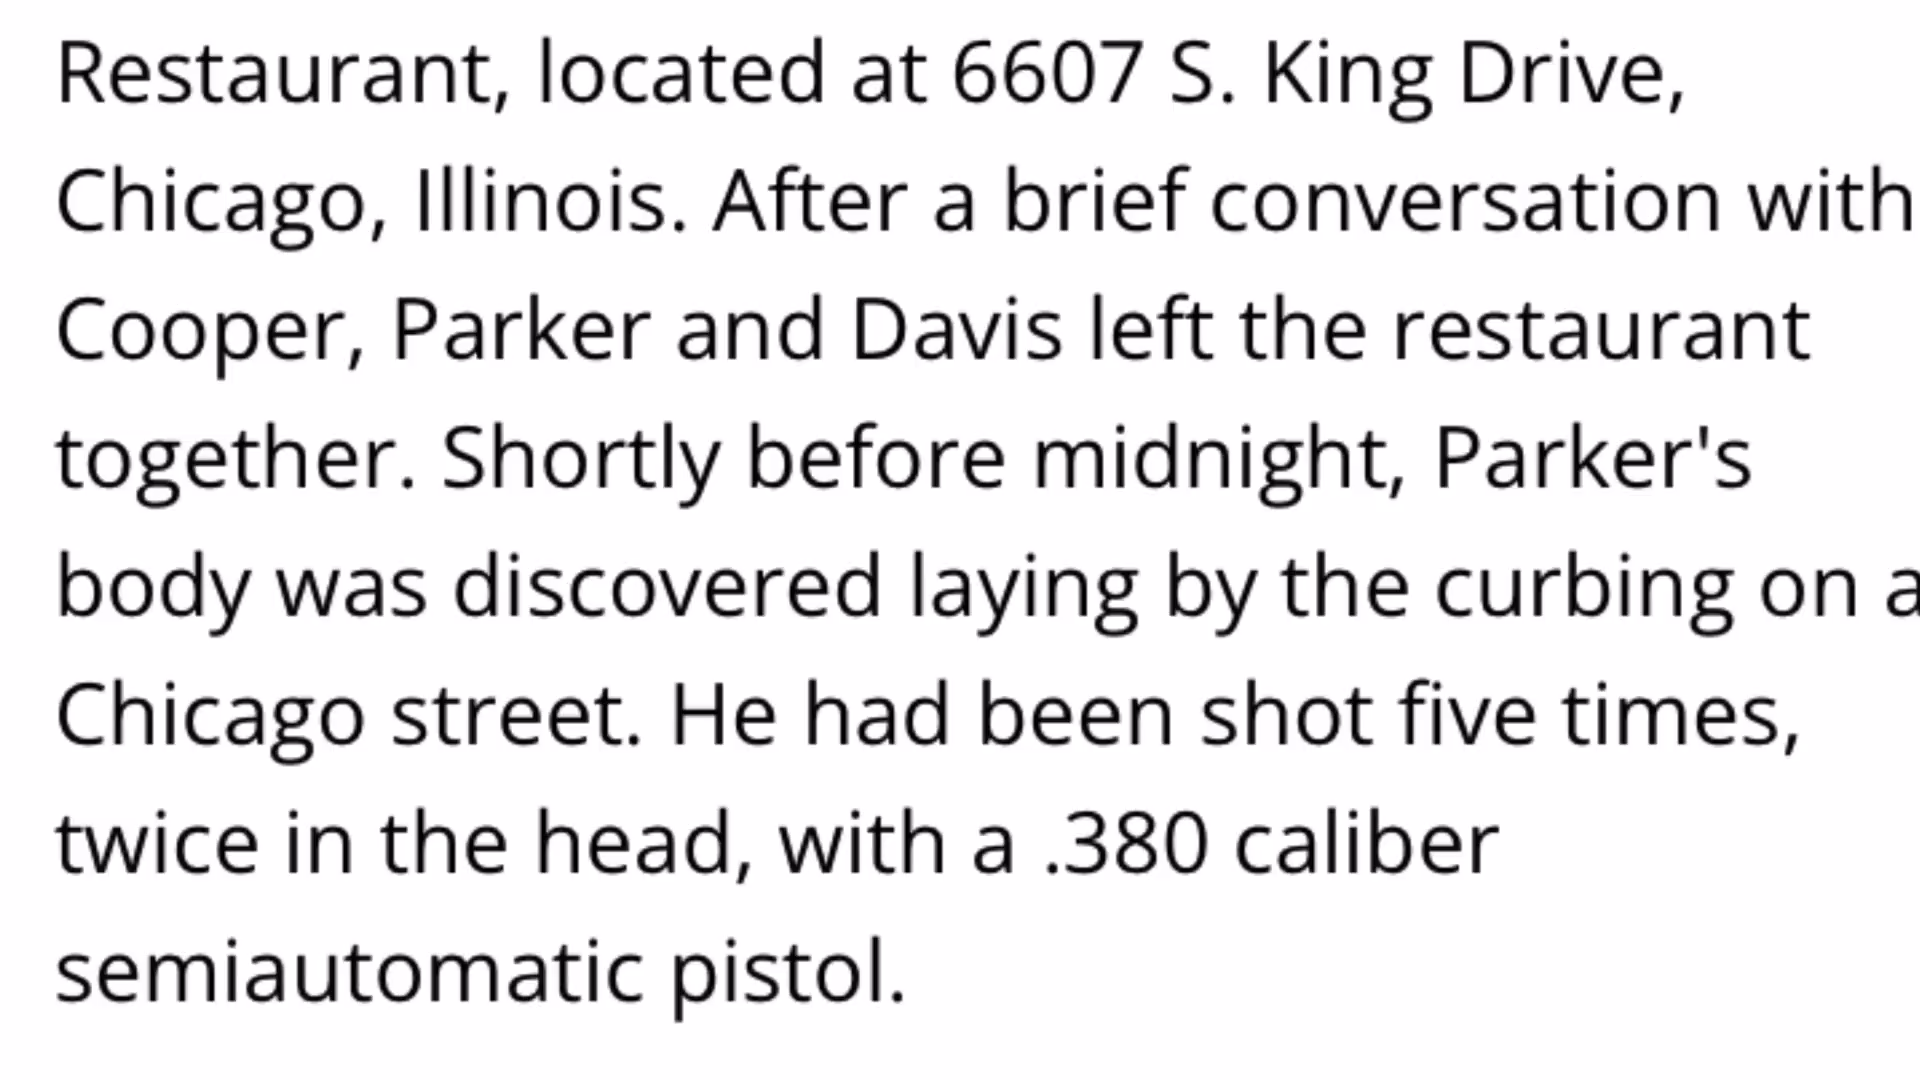 Restaurant, located at 6607 S. King Drive,
Chicago, Illinois. After a brief conversation with
Cooper, Parker and Davis left the restaurant
together. Shortly before midnight, Parker's
body was discovered laying by the curbing on a
Chicago street. He had been shot five times,
twice in the head, with a .380 caliber
semiautomatic pistol.